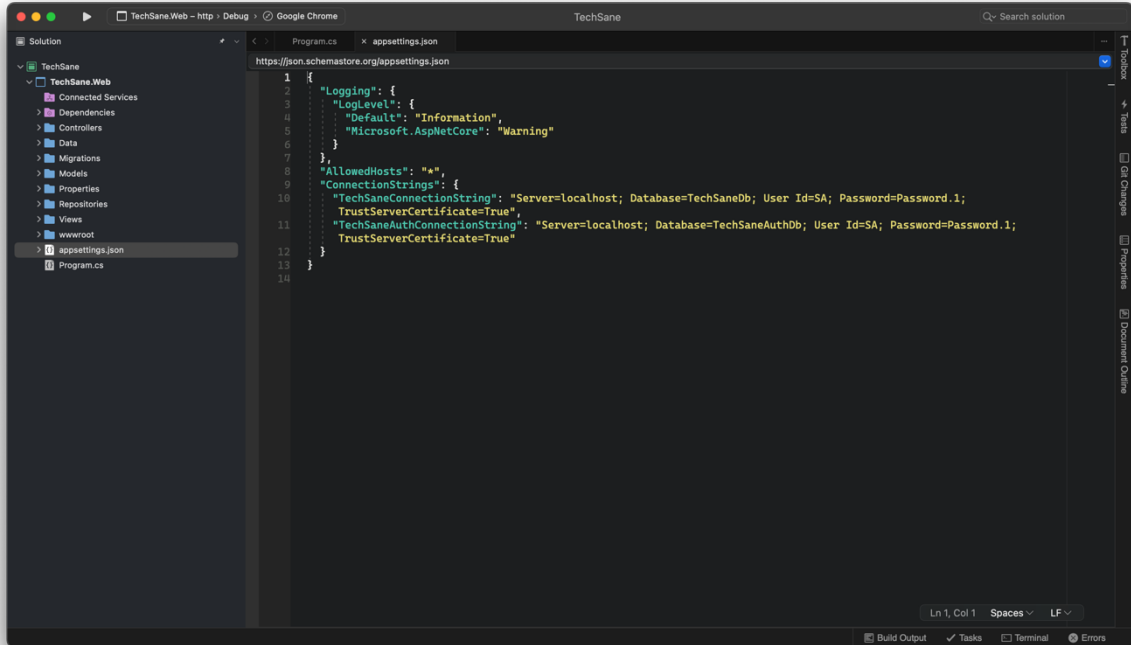 TechSane.Web – http › Debug › Google Chrome
TechSane
Search solution
Solution
TechSane
TechSane.Web
Connected Services
Dependencies
Controllers
Data
Migrations
Models
Properties
Repositories
Views
wwwroot
appsettings.json
Program.cs
Program.cs
× appsettings.json
https://json.schemastore.org/appsettings.json
1 {
2 "Logging": {
3 "LogLevel": {
4 "Default": "Information",
5 "Microsoft.AspNetCore": "Warning"
6 }
7 },
8 "AllowedHosts": "*",
9 "ConnectionStrings": {
10 "TechSaneConnectionString": "Server=localhost; Database=TechSaneDb; User Id=SA; Password=Password.1;
TrustServerCertificate=True",
11 "TechSaneAuthConnectionString": "Server=localhost; Database=TechSaneAuthDb; User Id=SA; Password=Password.1;
TrustServerCertificate=True"
12 }
13 }
14
Toolbox
Tests
Git Changes
Properties
Document Outline
Ln 1, Col 1 Spaces LF
Build Output Tasks Terminal Errors